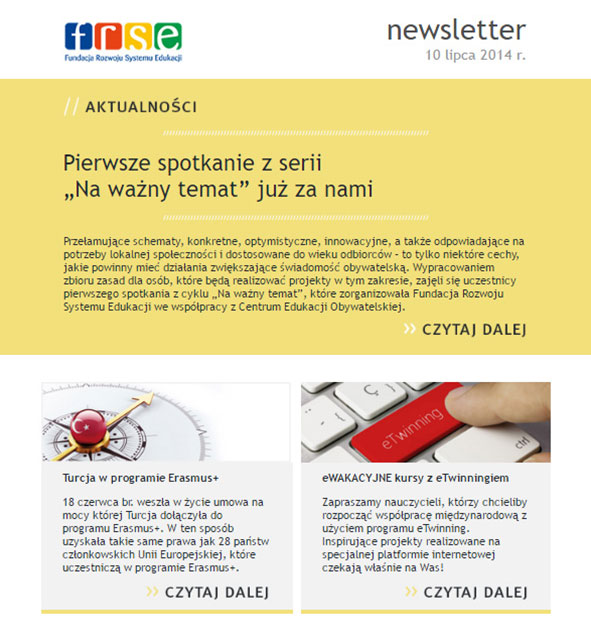 frse
Fundacja Rozwoju Systemu Edukacji
newsletter
10 lipca 2014 r.
// AKTUALNOŚCI
Pierwsze spotkanie z serii
„Na ważny temat” już za nami
Przełamujące schematy, konkretne, optymistyczne, innowacyjne, a także odpowiadające na
potrzeby lokalnej społeczności i dostosowane do wieku odbiorców – to tylko niektóre cechy,
jakie powinny mieć działania zwiększające świadomość obywatelską. Wypracowaniem
zbioru zasad dla osób, które będą realizować projekty w tym zakresie, zajęli się uczestnicy
pierwszego spotkania z cyklu „Na ważny temat”, które zorganizowała Fundacja Rozwoju
Systemu Edukacji we współpracy z Centrum Edukacji Obywatelskiej.
>> CZYTAJ DALEJ
Turcja w programie Erasmus+
18 czerwca br. weszła w życie umowa na
mocy której Turcja dołączyła do
programu Erasmus+. W ten sposób
uzyskała takie same prawa jak 28 państw
członkowskich Unii Europejskiej, które
uczestniczą w programie Erasmus+.
>> CZYTAJ DALEJ
eTwinning
ctrl
eWAKACYJNE kursy z eTwinningiem
Zapraszamy nauczycieli, którzy chcieliby
rozpocząć współpracę międzynarodową z
użyciem programu eTwinning.
Inspirujące projekty realizowane na
specjalnej platformie internetowej
czekają właśnie na Was!
>> CZYTAJ DALEJ